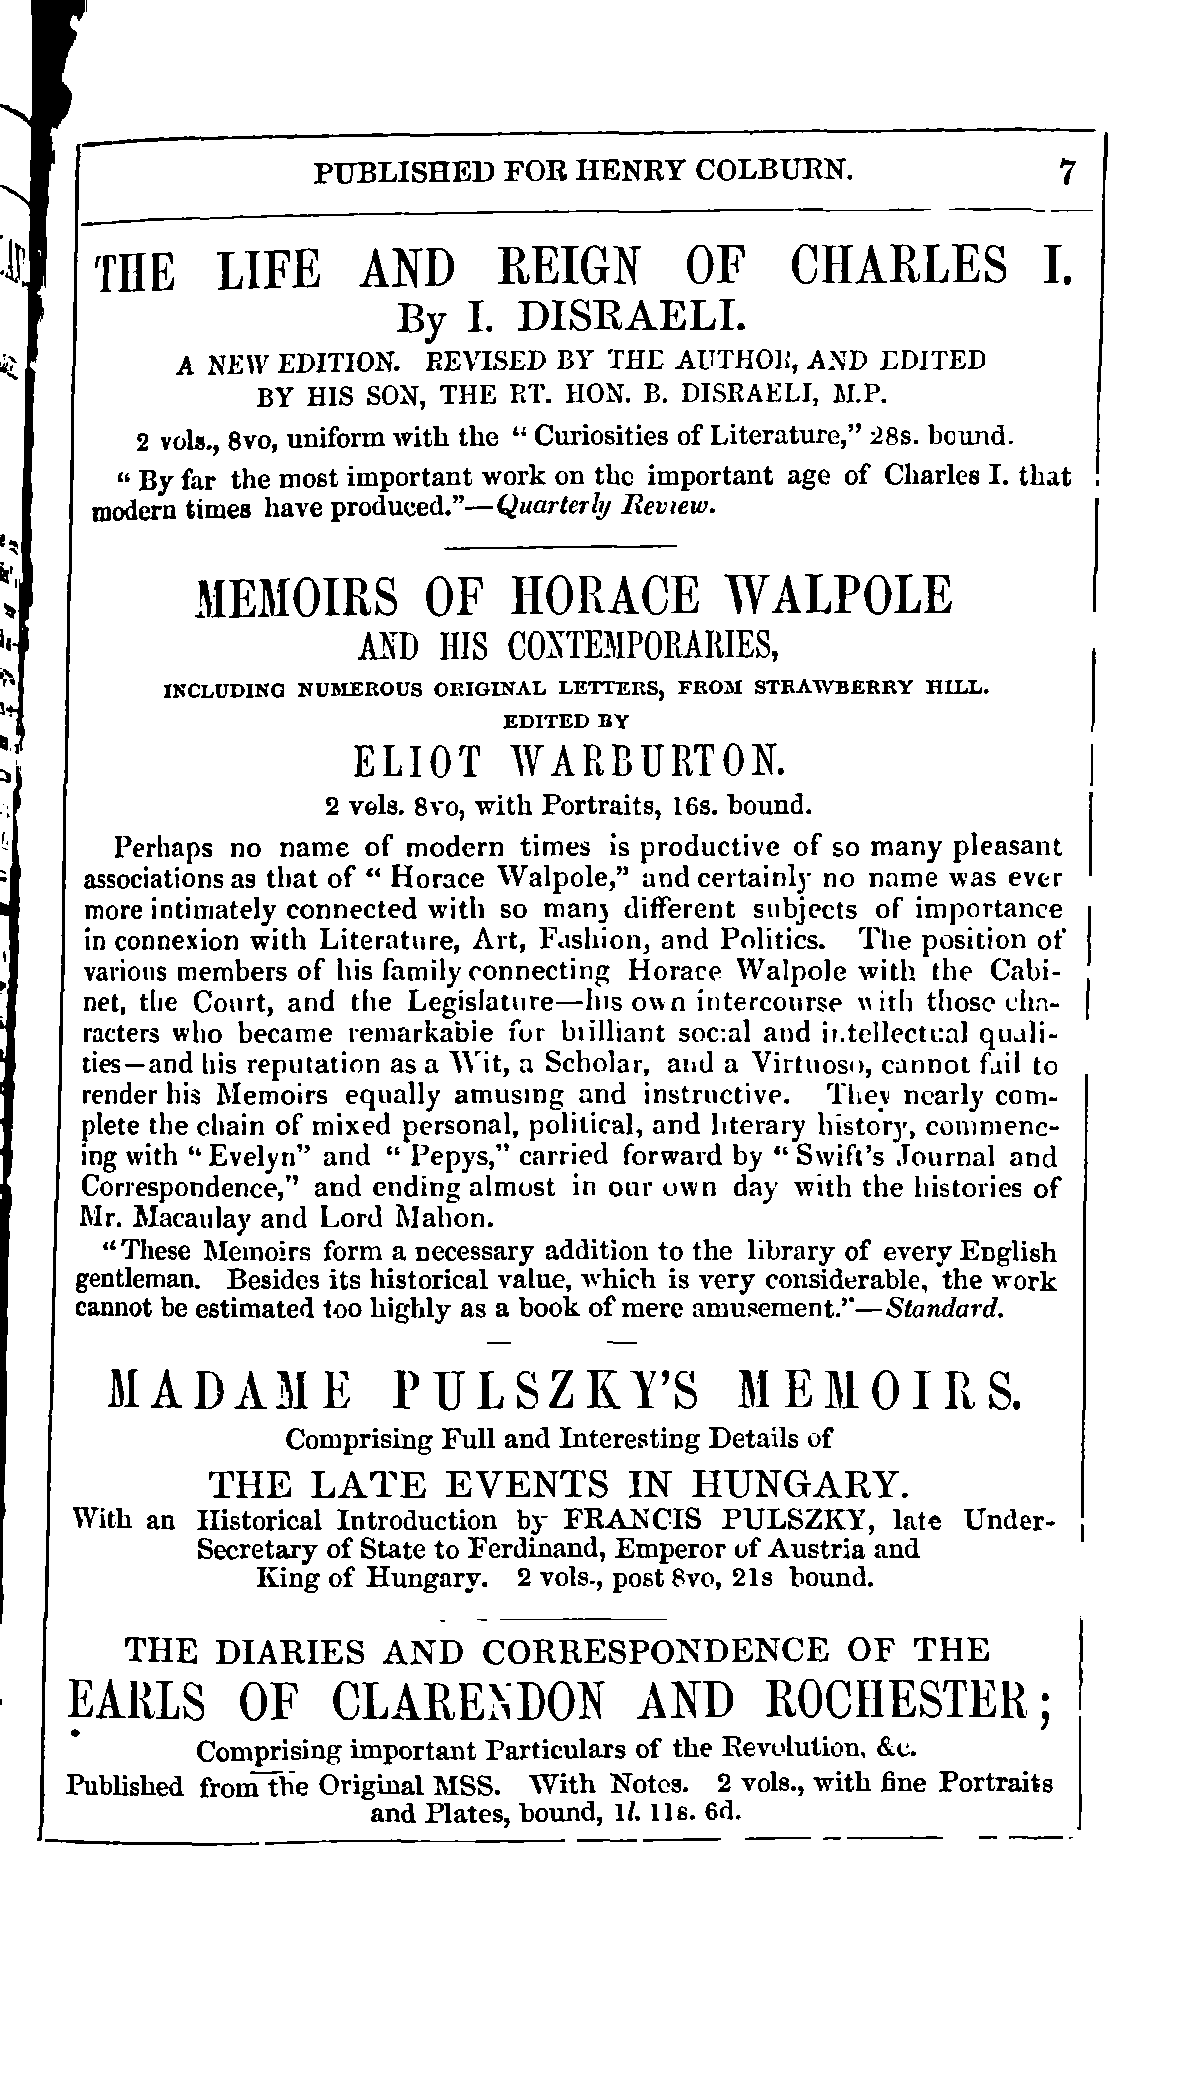 PUBLISHED FOR HENRY COLBURN. 7
THE LIFE AND REIGN OF CHARLES I.
By I. DISRAELI.
A NEW EDITION. REVISED BY THE AUTHOR, AND EDITED
BY HIS SON, THE RT. HON. B. DISRAELI, M.P.
2 vols., 8vo, uniform with the “ Curiosities of Literature,” 28s. bound.
“ By far the most important work on the important age of Charles I. that
modern times have produced.”—Quarterly Review.
MEMOIRS OF HORACE WALPOLE
AND HIS CONTEMPORARIES,
INCLUDING NUMEROUS ORIGINAL LETTERS, FROM STRAWBERRY HILL.
EDITED BY
ELIOT WARBURTON.
2 vols. 8vo, with Portraits, 16s. bound.
Perhaps no name of modern times is productive of so many pleasant
associations as that of “ Horace Walpole,” and certainly no name was ever
more intimately connected with so many different subjects of importance
in connexion with Literature, Art, Fashion, and Politics. The position of
various members of his family connecting Horace Walpole with the Cabi-
net, the Court, and the Legislature—his own intercourse with those cha-
racters who became remarkable for brilliant social and intellectual quali-
ties—and his reputation as a Wit, a Scholar, and a Virtuoso, cannot fail to
render his Memoirs equally amusing and instructive. They nearly com-
plete the chain of mixed personal, political, and literary history, commenc-
ing with “ Evelyn” and “ Pepys,” carried forward by “ Swift’s Journal and
Correspondence,” and ending almost in our own day with the histories of
Mr. Macaulay and Lord Mahon.
“These Memoirs form a necessary addition to the library of every English
gentleman. Besides its historical value, which is very considerable, the work
cannot be estimated too highly as a book of mere amusement.”—Standard.
MADAME PULSZKY’S MEMOIRS.
Comprising Full and Interesting Details of
THE LATE EVENTS IN HUNGARY.
With an Historical Introduction by FRANCIS PULSZKY, late Under-
Secretary of State to Ferdinand, Emperor of Austria and
King of Hungary. 2 vols., post 8vo, 21s bound.
THE DIARIES AND CORRESPONDENCE OF THE
EARLS OF CLARENDON AND ROCHESTER;
Comprising important Particulars of the Revolution, &c.
Published from the Original MSS. With Notes. 2 vols., with fine Portraits
and Plates, bound, 1l. 11s. 6d.